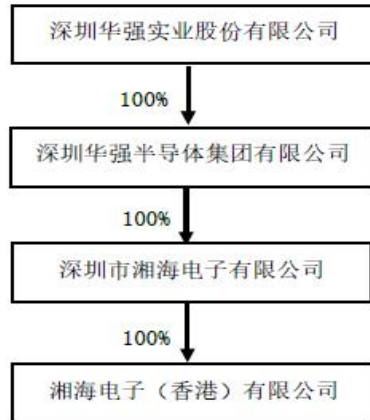 深圳华强实业股份有限公司
100%
深圳华强半导体集团有限公司
100%
深圳市湘海电子有限公司
100%
湘海电子（香港）有限公司